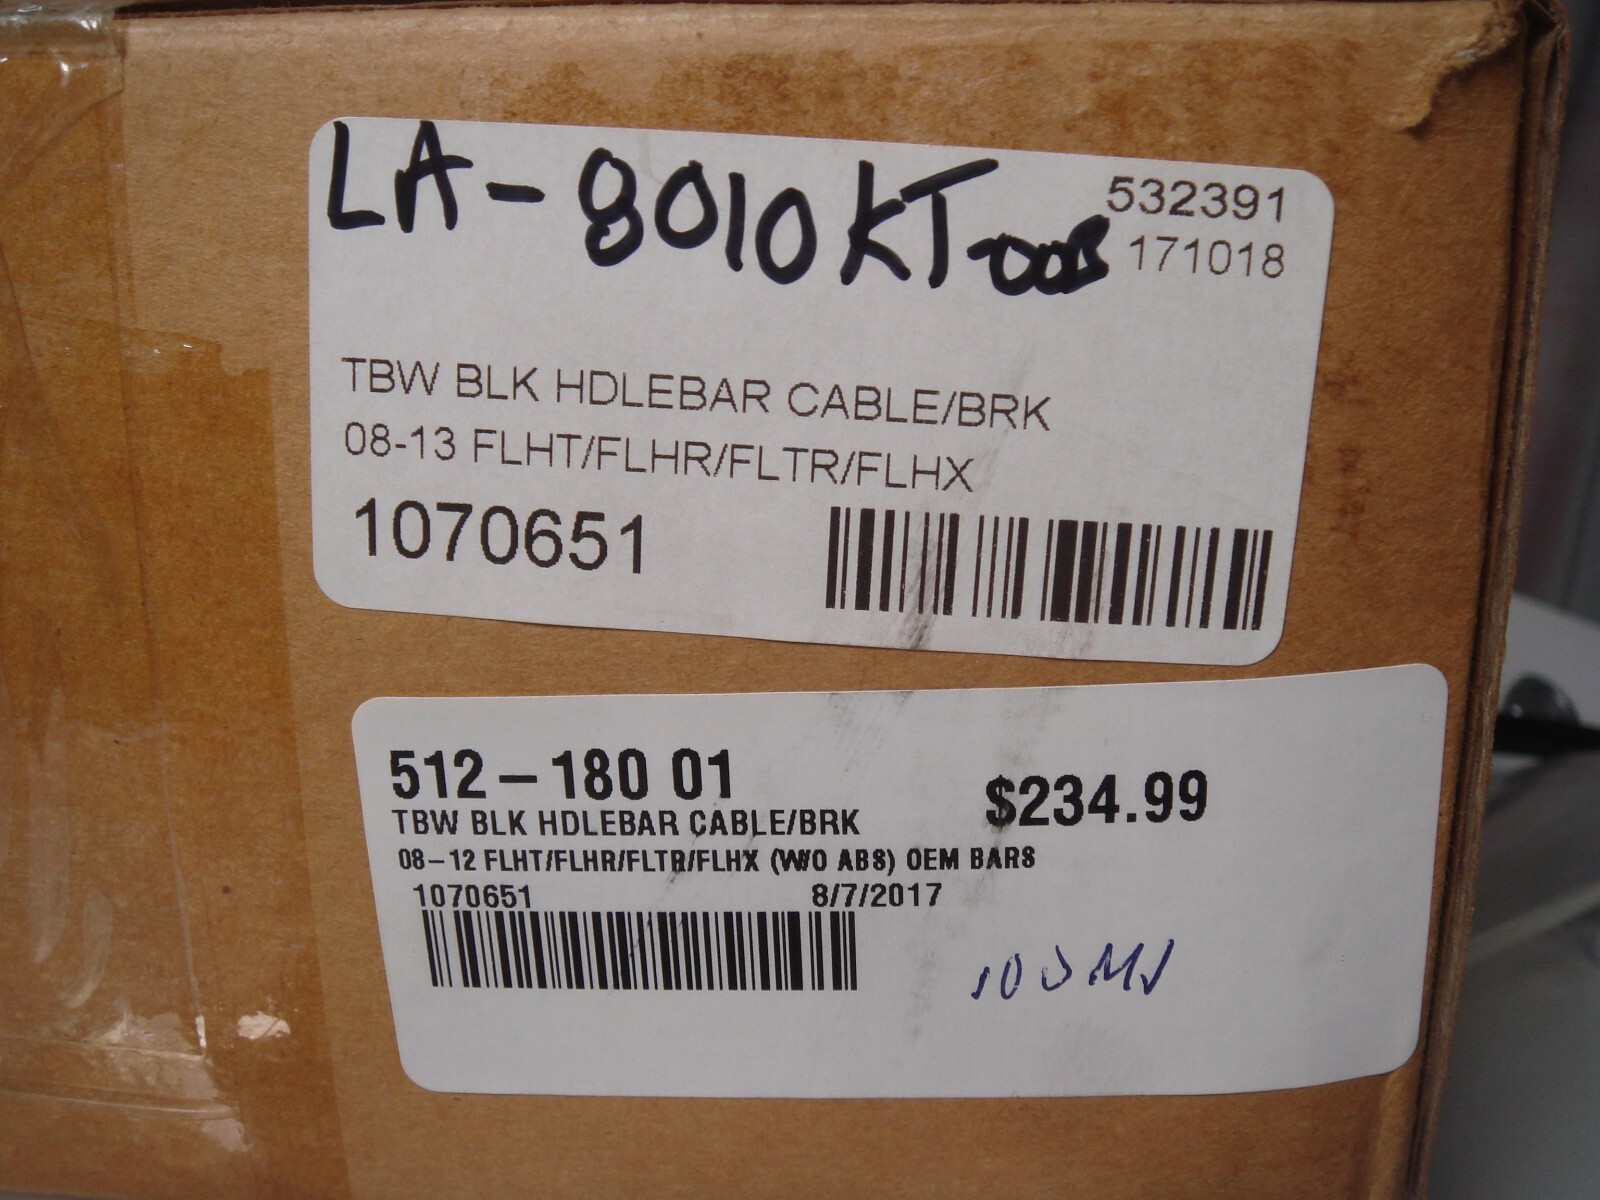 LA-8010KT-00B
532391
171018
TBW BLK HDLEBAR CABLE/BRK
08-13 FLHT/FLHR/FLTR/FLHX
1070651
512-180 01
$234.99
TBW BLK HDLEBAR CABLE/BRK
08-12 FLHT/FLHR/FLTR/FLHX (W/O ABS) OEM BARS
1070651 8/7/2017